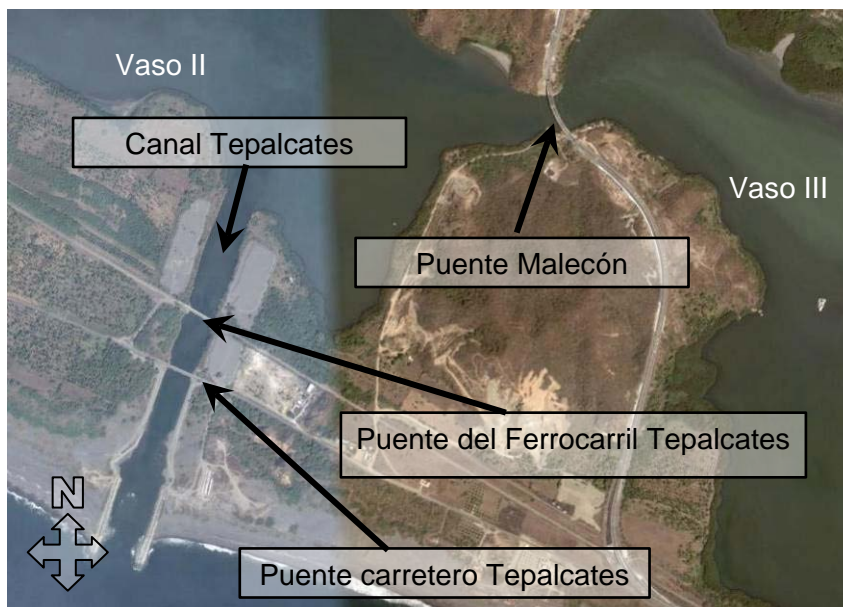 Vaso II
Canal Tepalcates
Vaso III
Puente Malecón
Puente del Ferrocarril Tepalcates
N
Puente carretero Tepalcates